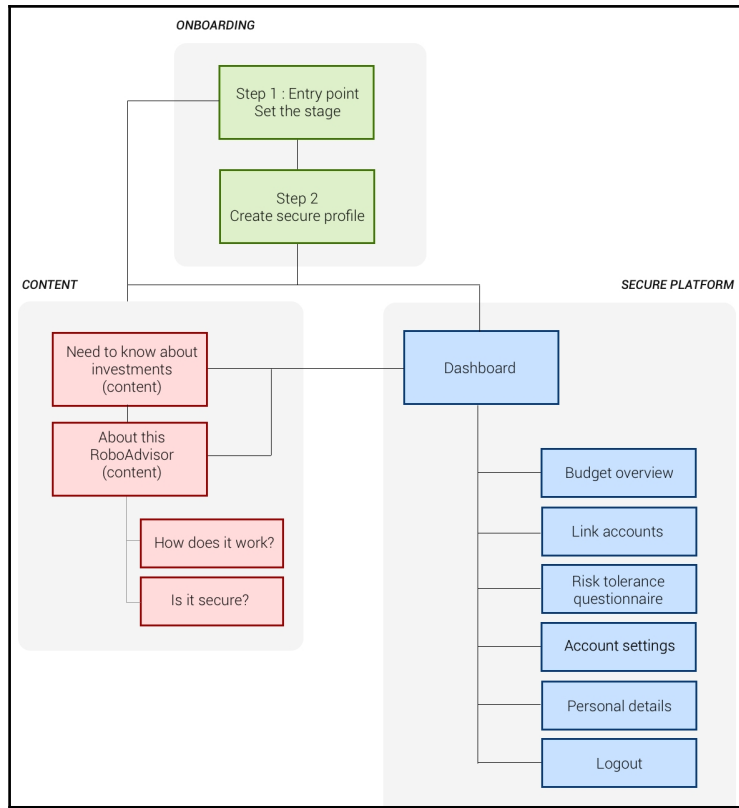 ONBOARDING
Step 1 : Entry point
Set the stage
Step 2
Create secure profile
CONTENT
SECURE PLATFORM
Need to know about
investments
(content)
Dashboard
About this
RoboAdvisor
(content)
Budget overview
How does it work?
Link accounts
Is it secure?
Risk tolerance
questionnaire
Account settings
Personal details
Logout